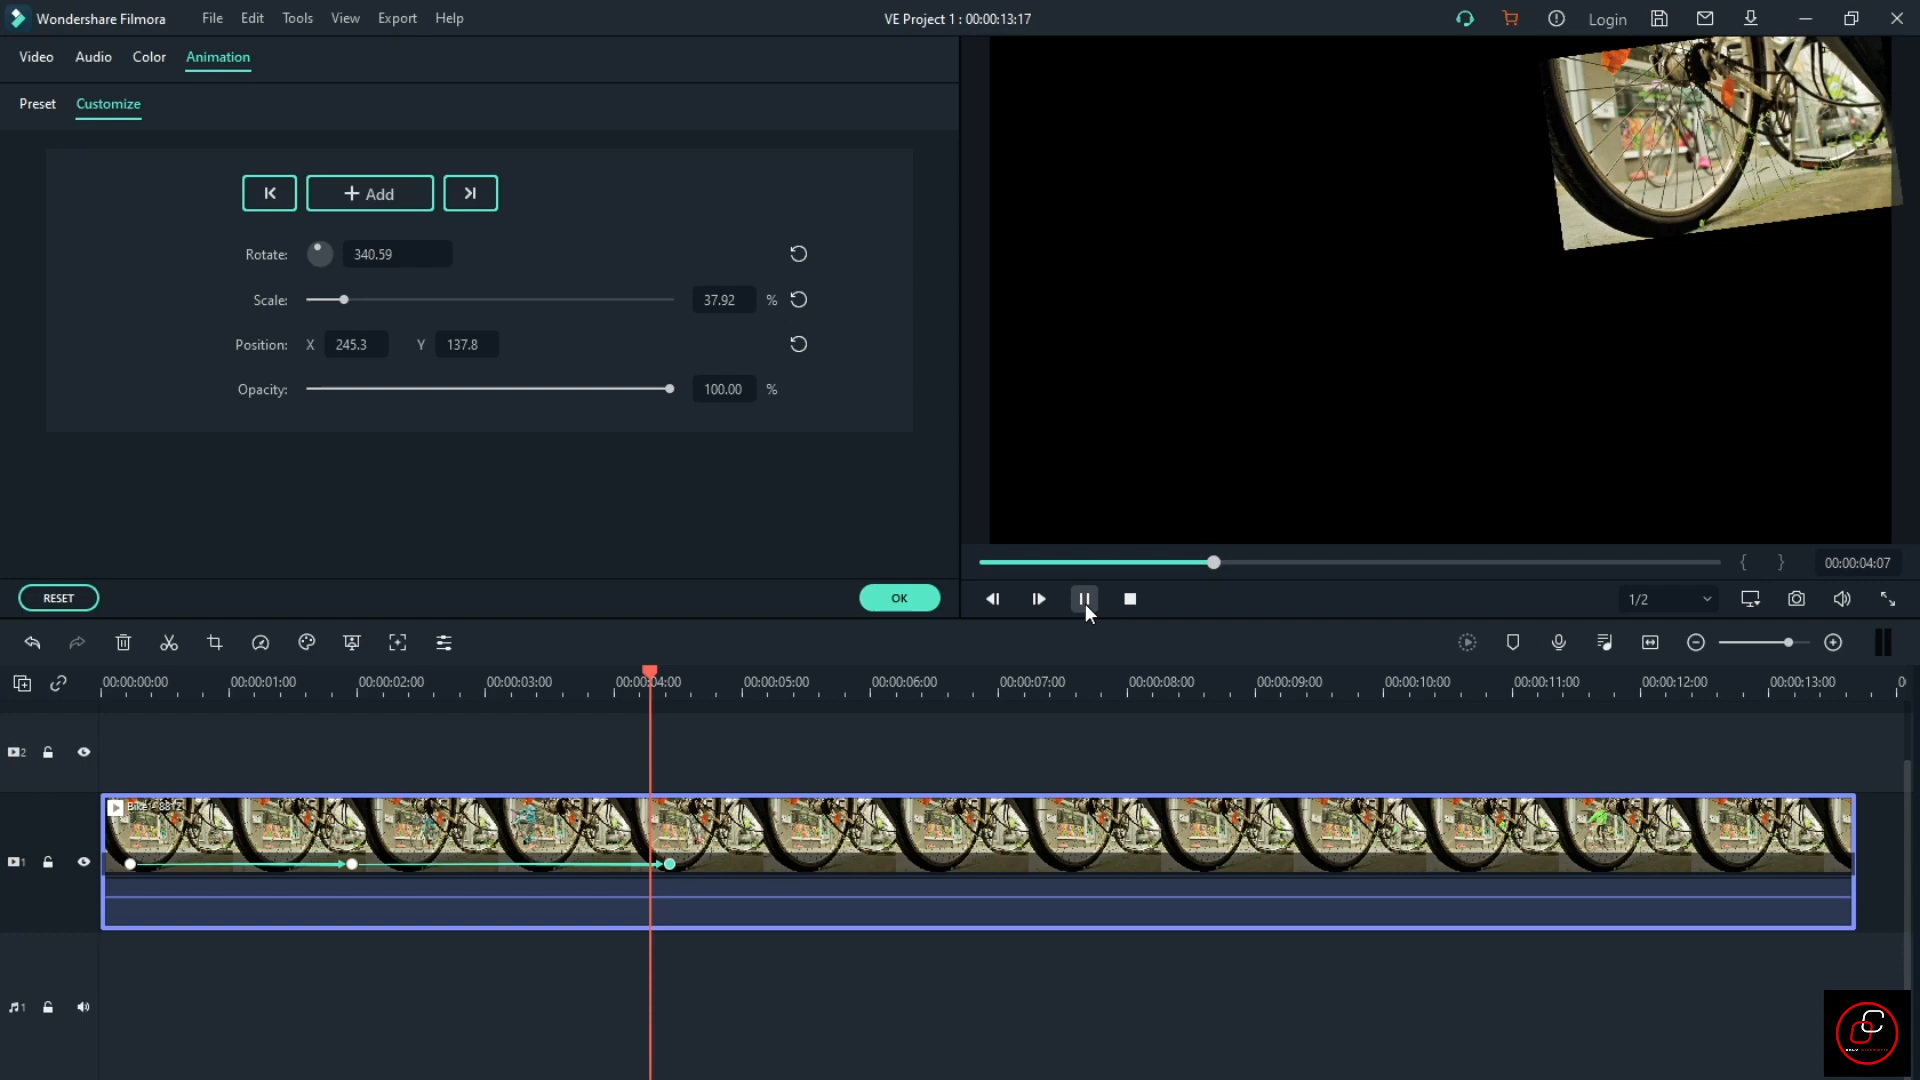 Wondershare Filmora File Edit Tools View Export Help VE Project 1 : 00:00:13:17 Login
Video Audio Color Animation
Preset Customize
Add
Rotate: 340.59
Scale: 37.92 %
Position: X 245.3 Y 137.8
Opacity: 100.00 %
{ } 00:00:04:07
RESET OK 1/2
00:00:00:00 00:00:01:00 00:00:02:00 00:00:03:00 00:00:04:00 00:00:05:00 00:00:06:00 00:00:07:00 00:00:08:00 00:00:09:00 00:00:10:00 00:00:11:00 00:00:12:00 00:00:13:00 0
2
Bike - 8812
1
1